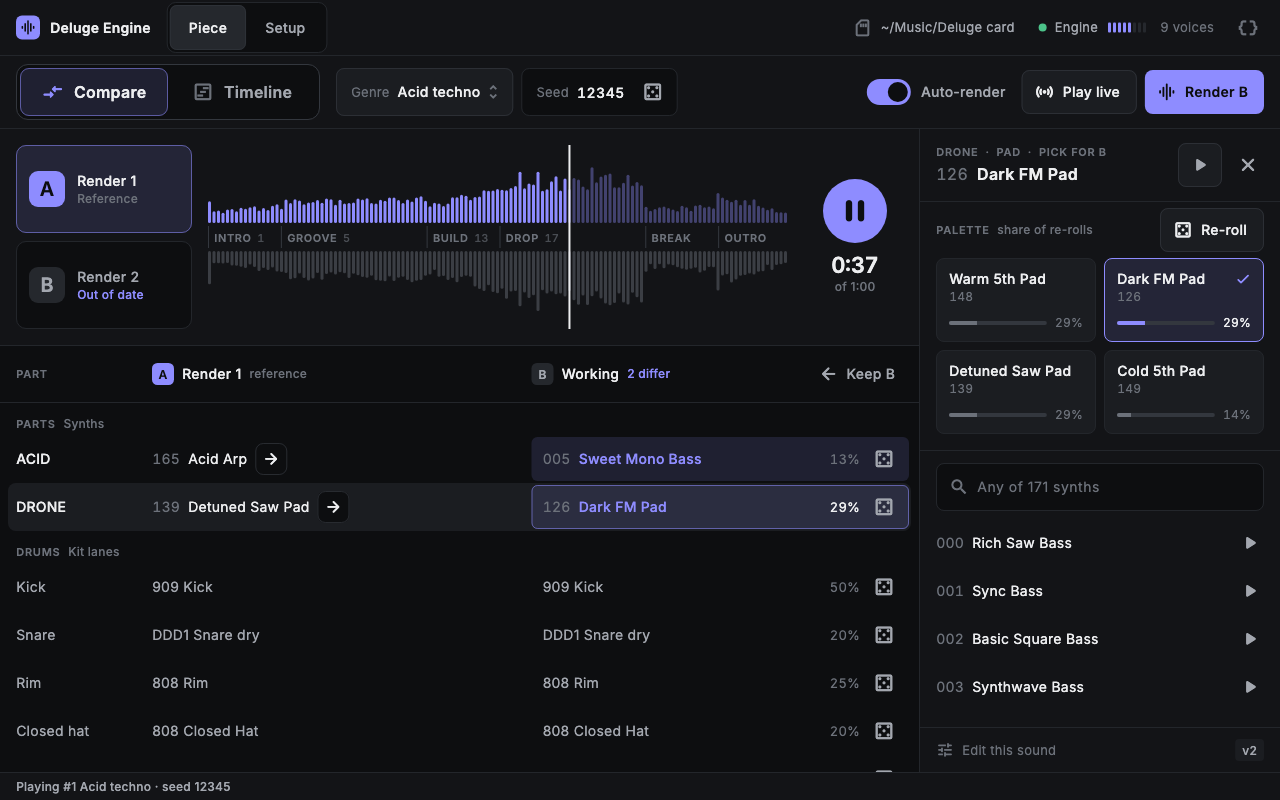 Deluge Engine Piece Setup ~/Music/Deluge card Engine 9 voices
Compare Timeline Genre Acid techno Seed 12345 Auto-render Play live Render B
A Render 1
Reference
B Render 2
Out of date
INTRO 1 GROOVE 5 BUILD 13 DROP 17 BREAK OUTRO
0:37
of 1:00
PART A Render 1 reference B Working 2 differ Keep B
PARTS Synths
ACID 165 Acid Arp 005 Sweet Mono Bass 13%
DRONE 139 Detuned Saw Pad 126 Dark FM Pad 29%
DRUMS Kit lanes
Kick 909 Kick 909 Kick 50%
Snare DDD1 Snare dry DDD1 Snare dry 20%
Rim 808 Rim 808 Rim 25%
Closed hat 808 Closed Hat 808 Closed Hat 20%
DRONE · PAD · PICK FOR B
126 Dark FM Pad
PALETTE share of re-rolls Re-roll
Warm 5th Pad
148
29%
Dark FM Pad
126
29%
Detuned Saw Pad
139
29%
Cold 5th Pad
149
14%
Any of 171 synths
000 Rich Saw Bass
001 Sync Bass
002 Basic Square Bass
003 Synthwave Bass
Edit this sound v2
Playing #1 Acid techno · seed 12345